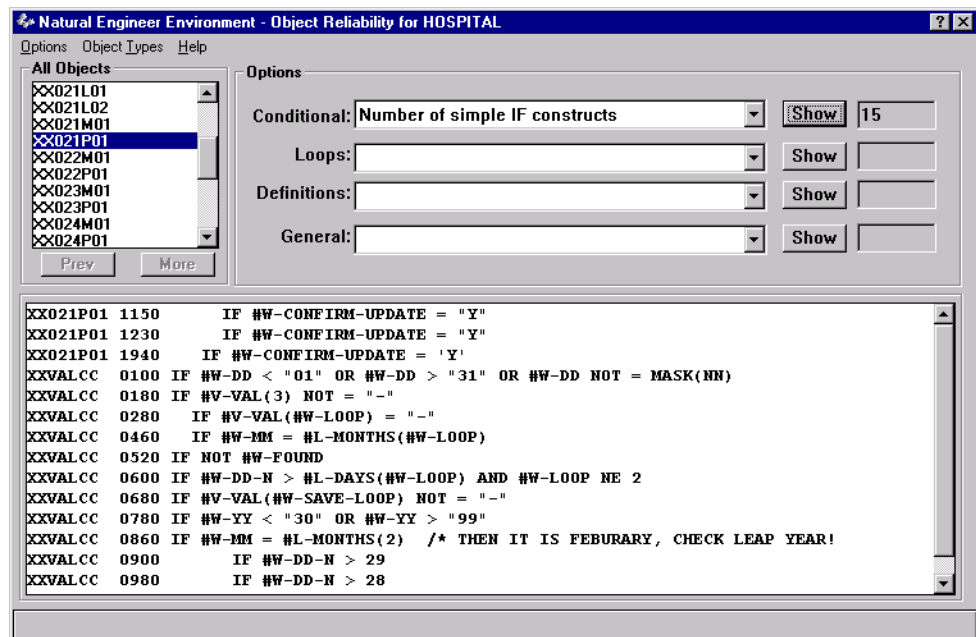 Natural Engineer Environment - Object Reliability for HOSPITAL
Options Object Types Help
All Objects
XX021L01
XX021L02
XX021M01
XX021P01
XX022M01
XX022P01
XX023M01
XX023P01
XX024M01
XX024P01
Prev More
Options
Conditional: Number of simple IF constructs Show 15
Loops: Show
Definitions: Show
General: Show
XX021P01 1150 IF #W-CONFIRM-UPDATE = "Y"
XX021P01 1230 IF #W-CONFIRM-UPDATE = "Y"
XX021P01 1940 IF #W-CONFIRM-UPDATE = 'Y'
XXVALCC 0100 IF #W-DD < "01" OR #W-DD > "31" OR #W-DD NOT = MASK(NN)
XXVALCC 0180 IF #V-VAL(3) NOT = "-"
XXVALCC 0280 IF #V-VAL(#W-LOOP) = "-"
XXVALCC 0460 IF #W-MM = #L-MONTHS(#W-LOOP)
XXVALCC 0520 IF NOT #W-FOUND
XXVALCC 0600 IF #W-DD-N > #L-DAYS(#W-LOOP) AND #W-LOOP NE 2
XXVALCC 0680 IF #V-VAL(#W-SAVE-LOOP) NOT = "-"
XXVALCC 0780 IF #W-YY < "30" OR #W-YY > "99"
XXVALCC 0860 IF #W-MM = #L-MONTHS(2) /* THEN IT IS FEBURARY, CHECK LEAP YEAR!
XXVALCC 0900 IF #W-DD-N > 29
XXVALCC 0980 IF #W-DD-N > 28